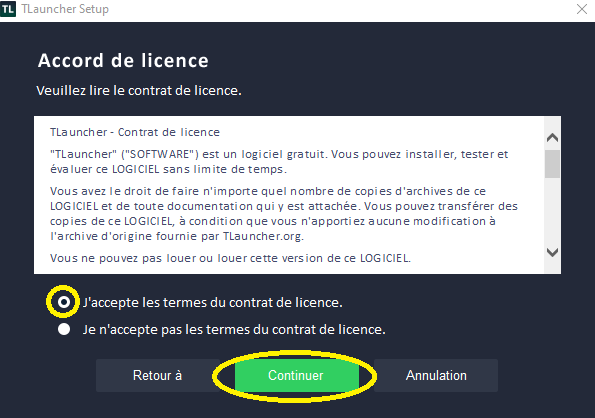 TL TLauncher Setup
Accord de licence
Veuillez lire le contrat de licence.
TLauncher - Contrat de licence
"TLauncher" ("SOFTWARE") est un logiciel gratuit. Vous pouvez installer, tester et
évaluer ce LOGICIEL sans limite de temps.
Vous avez le droit de faire n'importe quel nombre de copies d'archives de ce
LOGICIEL et de toute documentation qui y est attachée. Vous pouvez transférer des
copies de ce LOGICIEL, à condition que vous n'apportiez aucune modification à
l'archive d'origine fournie par TLauncher.org.
Vous ne pouvez pas louer ou louer cette version de ce LOGICIEL.
J'accepte les termes du contrat de licence.
Je n'accepte pas les termes du contrat de licence.
Retour à
Continuer
Annulation